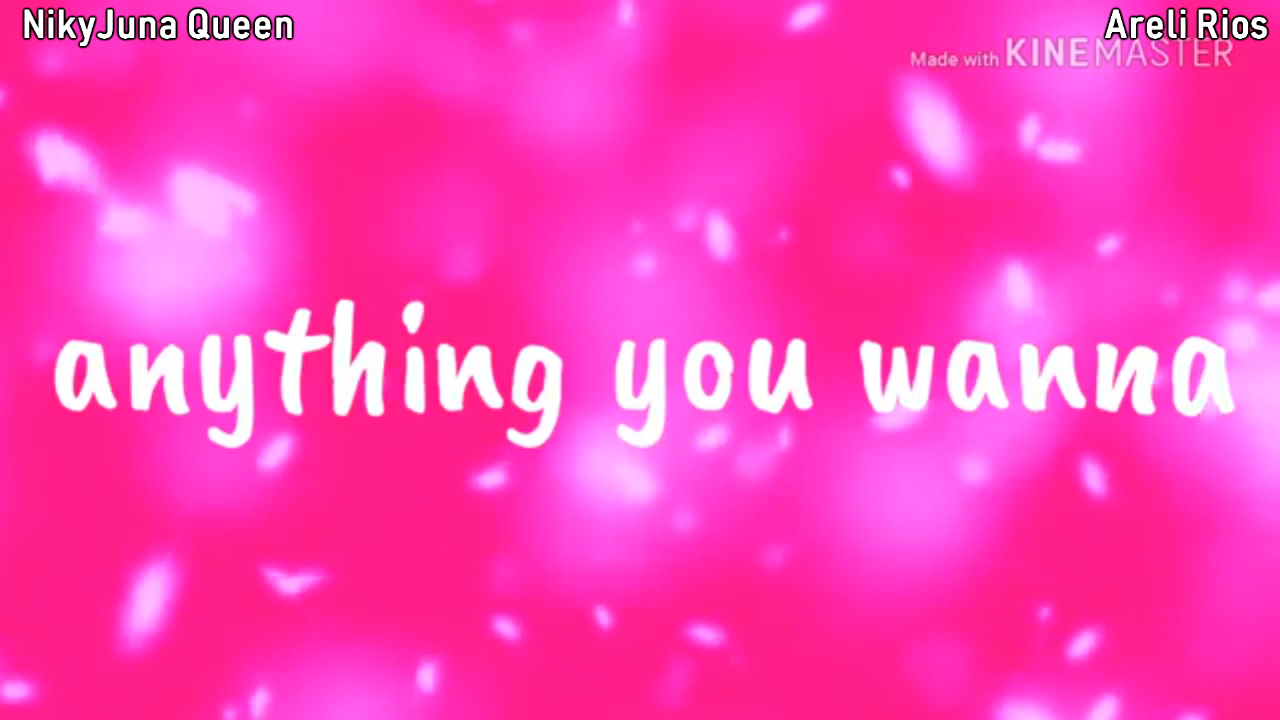 NikyJuna Queen
Areli Rios
Made with KINEMASTER
anything you wanna